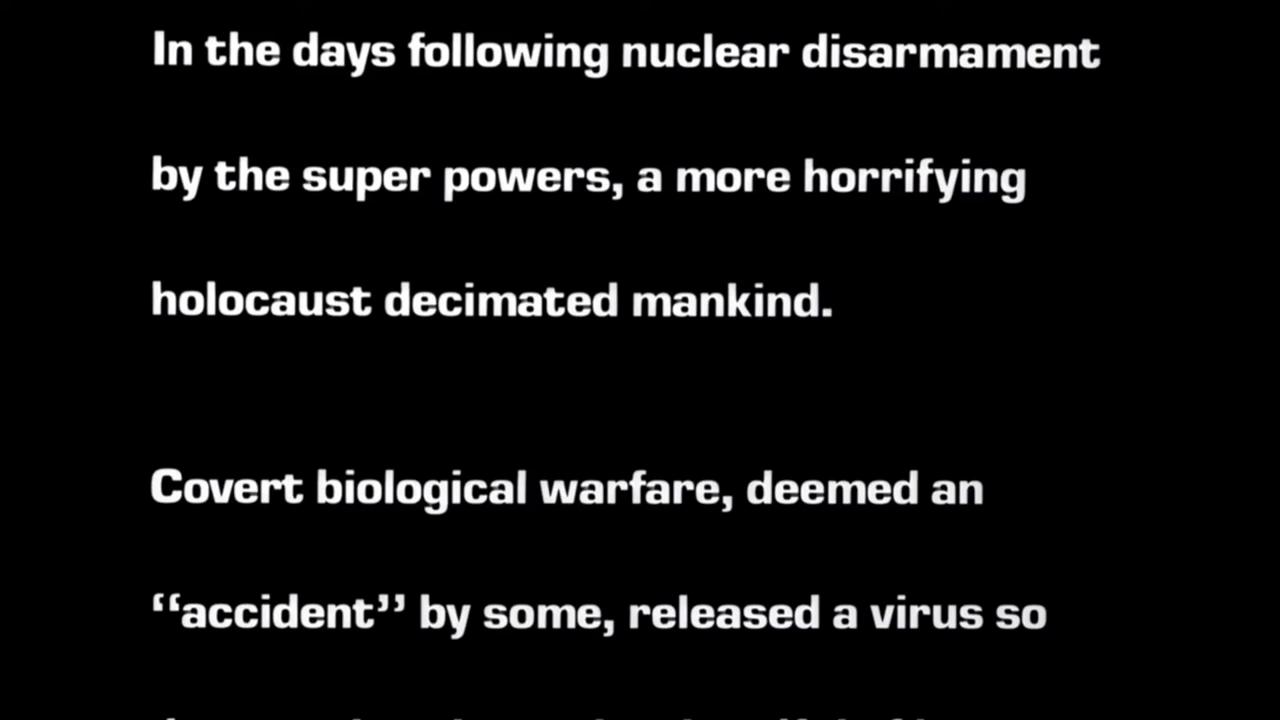 In the days following nuclear disarmament
by the super powers, a more horrifying
holocaust decimated mankind.
Covert biological warfare, deemed an
“accident” by some, released a virus so